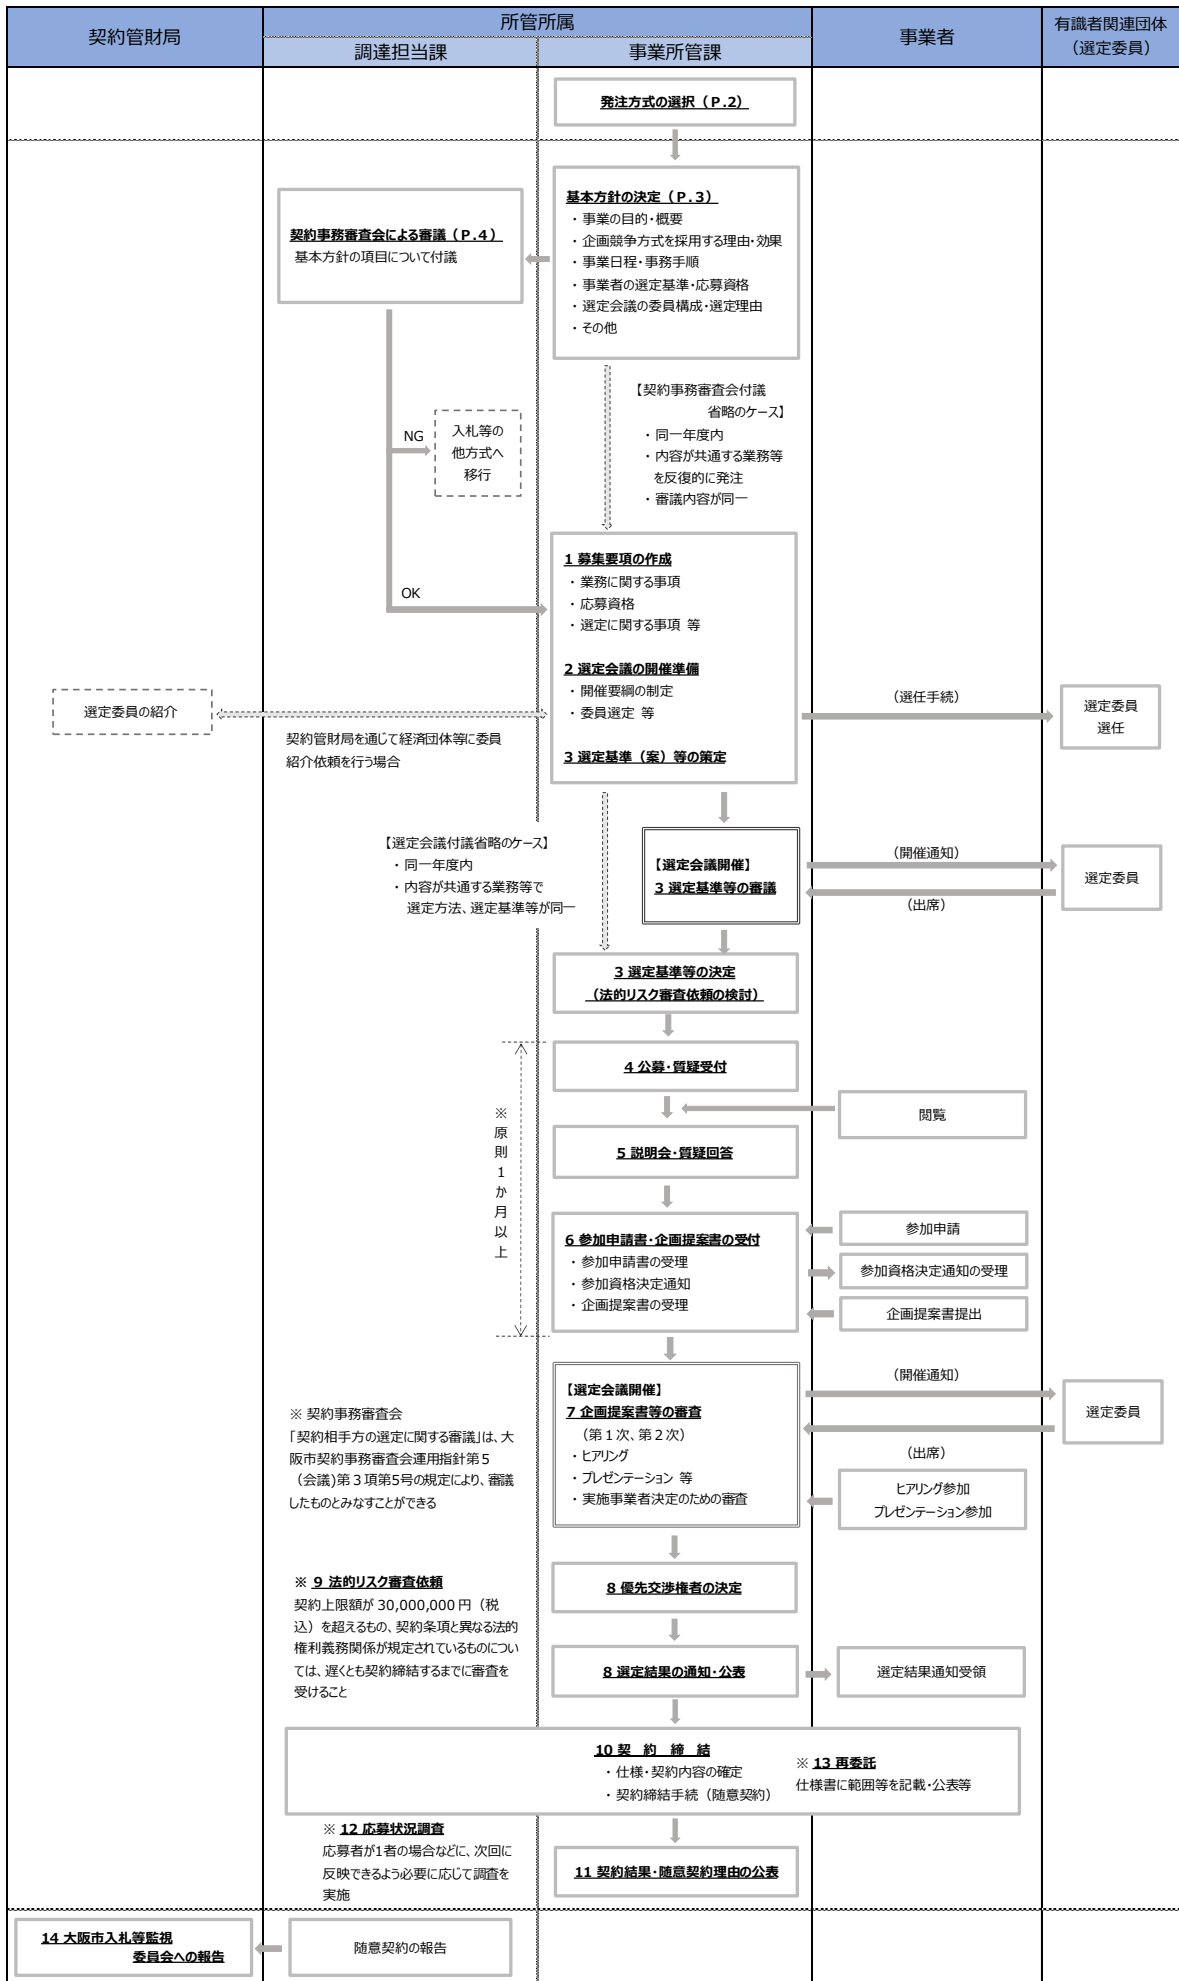 契約管財局
所管所属
調達担当課
事業所管課
事業者
有識者関連団体
（選定委員）
発注方式の選択（P.2）
基本方針の決定（P.3）
・事業の目的・概要
・企画競争方式を採用する理由・効果
・事業日程・事務手順
・事業者の選定基準・応募資格
・選定会議の委員構成・選定理由
・その他
契約事務審査会による審議（P.4）
基本方針の項目について付議
【契約事務審査会付議
省略のケース】
・同一年度内
・内容が共通する業務等
を反復的に発注
・審議内容が同一
NG
入札等の
他方式へ
移行
OK
1 募集要項の作成
・業務に関する事項
・応募資格
・選定に関する事項 等
2 選定会議の開催準備
・開催要綱の制定
・委員選定 等
3 選定基準（案）等の策定
選定委員の紹介
契約管財局を通じて経済団体等に委員
紹介依頼を行う場合
（選任手続）
選定委員
選任
【選定会議付議省略のケース】
・同一年度内
・内容が共通する業務等で
選定方法、選定基準等が同一
【選定会議開催】
3 選定基準等の審議
（開催通知）
（出席）
選定委員
3 選定基準等の決定
（法的リスク審査依頼の検討）
※原則1か月以上
4 公募・質疑受付
閲覧
5 説明会・質疑回答
6 参加申請書・企画提案書の受付
・参加申請書の受理
・参加資格決定通知
・企画提案書の受理
参加申請
参加資格決定通知の受理
企画提案書提出
【選定会議開催】
7 企画提案書等の審査
（第１次、第２次）
・ヒアリング
・プレゼンテーション 等
・実施事業者決定のための審査
（開催通知）
（出席）
選定委員
ヒアリング参加
プレゼンテーション参加
※ 契約事務審査会
「契約相手方の選定に関する審議」は、大
阪市契約事務審査会運用指針第５
（会議)第３項第5号の規定により、審議
したものとみなすことができる
8 優先交渉権者の決定
※ 9 法的リスク審査依頼
契約上限額が 30,000,000 円（税
込）を超えるもの、契約条項と異なる法的
権利義務関係が規定されているものについ
ては、遅くとも契約締結するまでに審査を
受けること
8 選定結果の通知・公表
選定結果通知受領
10 契　約　締　結
・仕様・契約内容の確定
・契約締結手続（随意契約）
※ 13 再委託
仕様書に範囲等を記載・公表等
※ 12 応募状況調査
応募者が1者の場合などに、次回に
反映できるよう必要に応じて調査を
実施
11 契約結果・随意契約理由の公表
14 大阪市入札等監視
委員会への報告
随意契約の報告